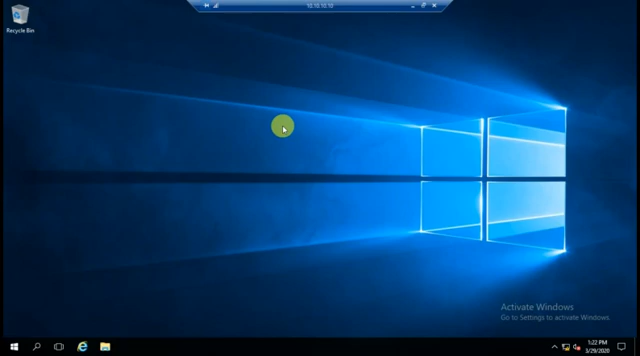 10.10.10.10
Recycle Bin
Activate Windows
Go to Settings to activate Windows.
1:22 PM
3/29/2020